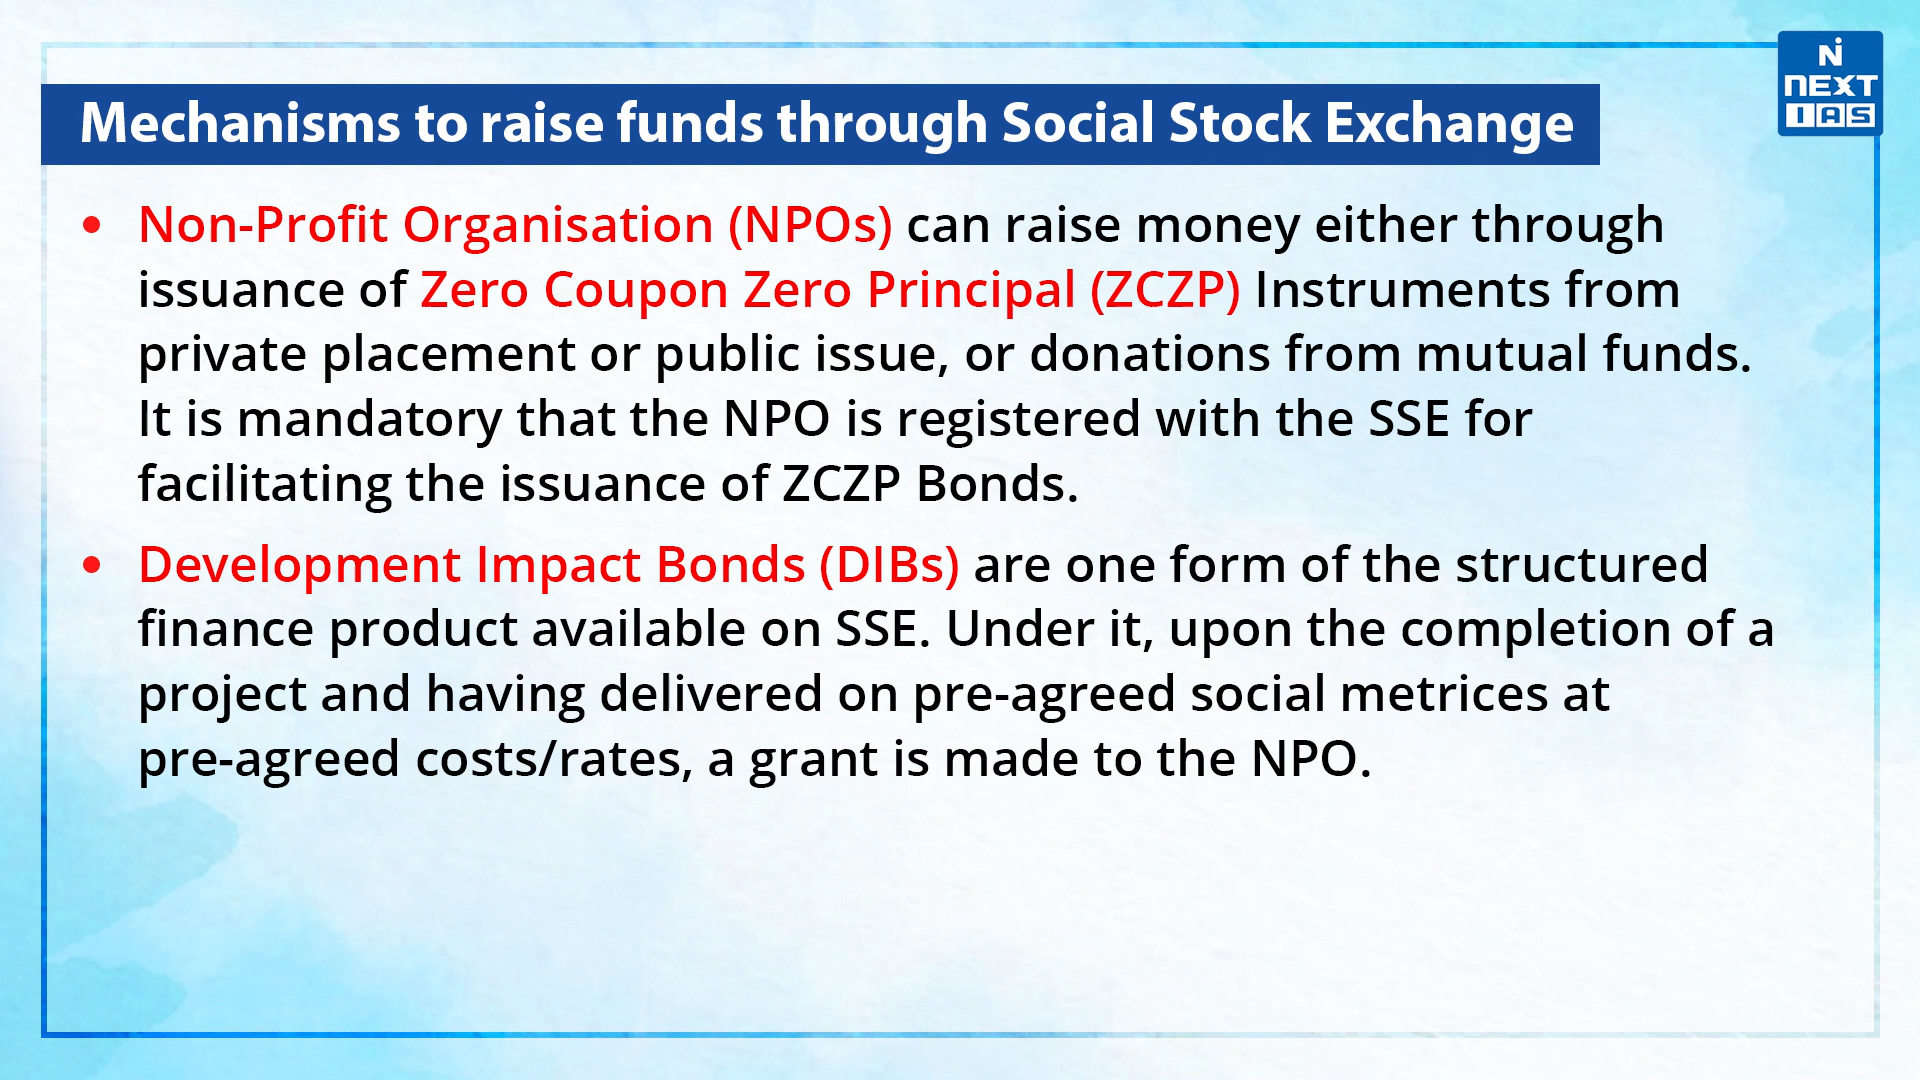 Ni
NEXT
IAS
Mechanisms to raise funds through Social Stock Exchange
• Non-Profit Organisation (NPOs) can raise money either through
issuance of Zero Coupon Zero Principal (ZCZP) Instruments from
private placement or public issue, or donations from mutual funds.
It is mandatory that the NPO is registered with the SSE for
facilitating the issuance of ZCZP Bonds.
• Development Impact Bonds (DIBs) are one form of the structured
finance product available on SSE. Under it, upon the completion of a
project and having delivered on pre-agreed social metrices at
pre-agreed costs/rates, a grant is made to the NPO.